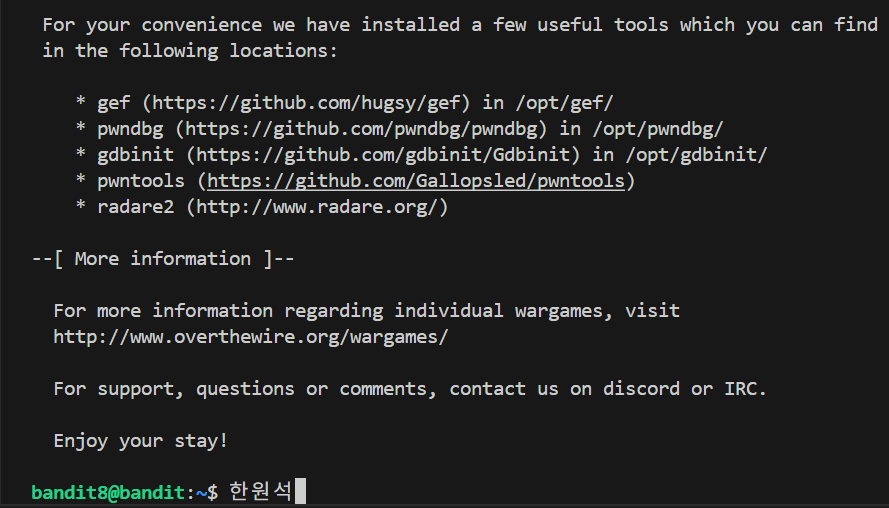 For your convenience we have installed a few useful tools which you can find
in the following locations:
* gef (https://github.com/hugsy/gef) in /opt/gef/
* pwndbg (https://github.com/pwndbg/pwndbg) in /opt/pwndbg/
* gdbinit (https://github.com/gdbinit/Gdbinit) in /opt/gdbinit/
* pwntools (https://github.com/Gallopsled/pwntools)
* radare2 (http://www.radare.org/)
--[ More information ]--
For more information regarding individual wargames, visit
http://www.overthewire.org/wargames/
For support, questions or comments, contact us on discord or IRC.
Enjoy your stay!
bandit8@bandit:~$ 한원석